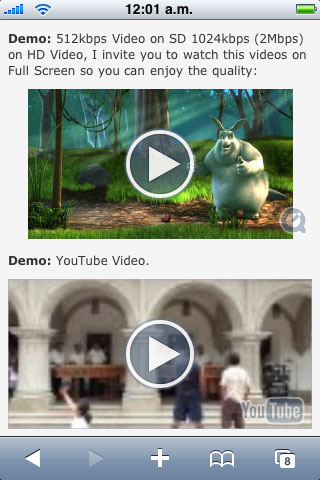 12:01 a.m.
Demo: 512kbps Video on SD 1024kbps (2Mbps)
on HD Video, I invite you to watch this videos on
Full Screen so you can enjoy the quality:
Demo: YouTube Video.
YouTube
8